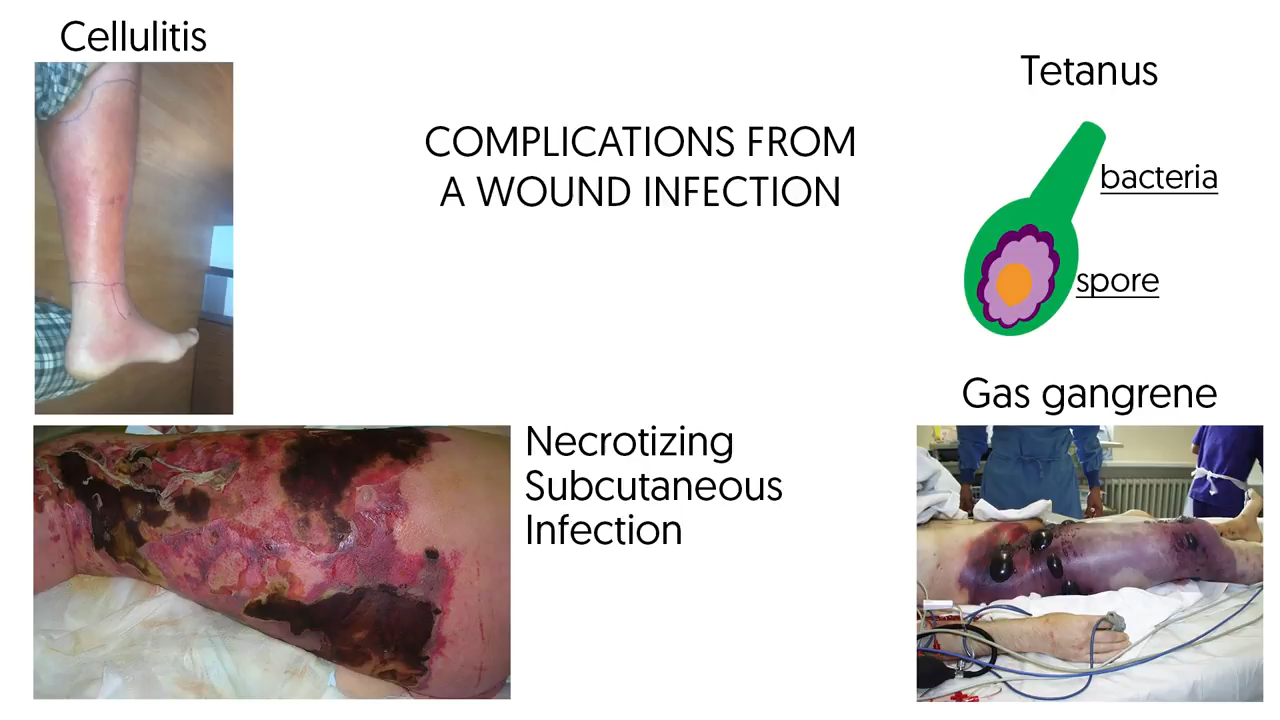 Cellulitis
COMPLICATIONS FROM
A WOUND INFECTION
Tetanus
bacteria
spore
Necrotizing
Subcutaneous
Infection
Gas gangrene